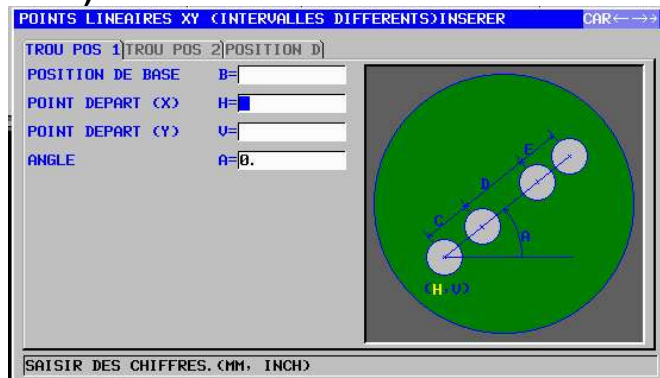 POINTS LINEAIRES XY (INTERVALLES DIFFERENTS)INSERER CAR←→→
TROU POS 1 TROU POS 2 POSITION D
POSITION DE BASE B=
POINT DEPART (X) H=
POINT DEPART (Y) V=
ANGLE A=0.
E
D
C
A
(H,V)
SAISIR DES CHIFFRES.(MM, INCH)